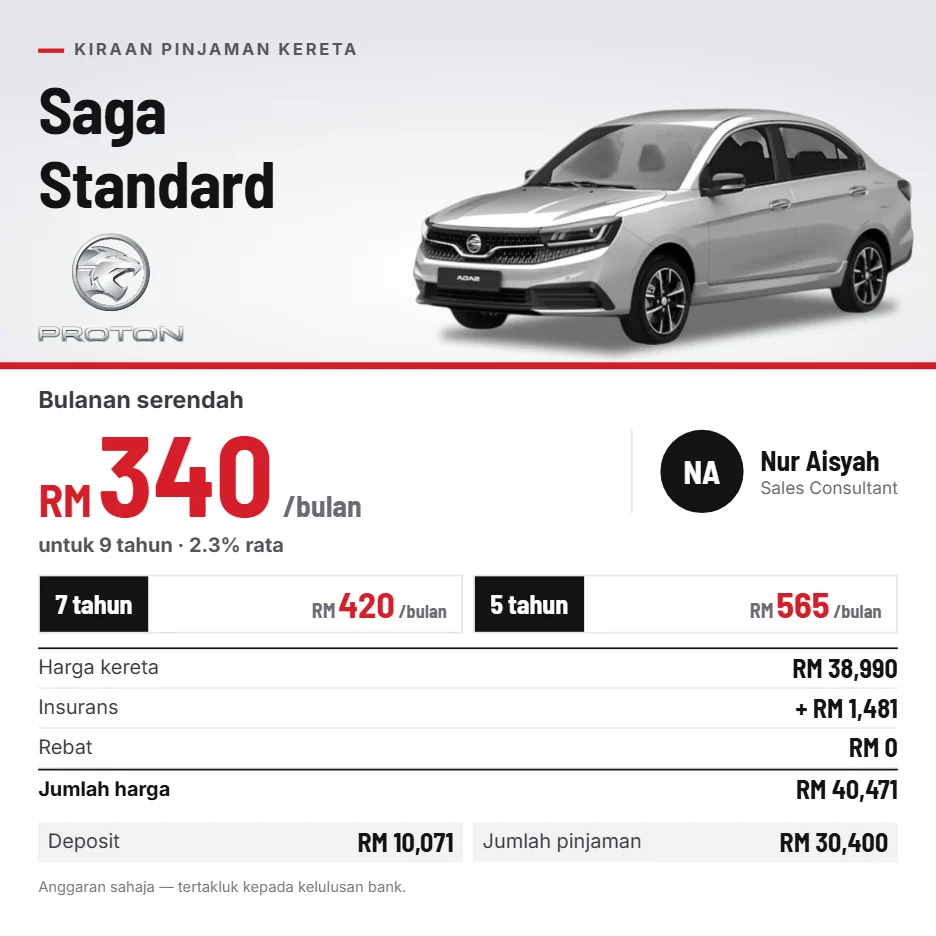 KIRAAN PINJAMAN KERETA
Saga
Standard
PROTON
SAGA
Bulanan serendah
RM 340 /bulan
untuk 9 tahun · 2.3% rata
NA
Nur Aisyah
Sales Consultant
7 tahun RM 420 /bulan
5 tahun RM 565 /bulan
Harga kereta RM 38,990
Insurans + RM 1,481
Rebat RM 0
Jumlah harga RM 40,471
Deposit RM 10,071
Jumlah pinjaman RM 30,400
Anggaran sahaja — tertakluk kepada kelulusan bank.